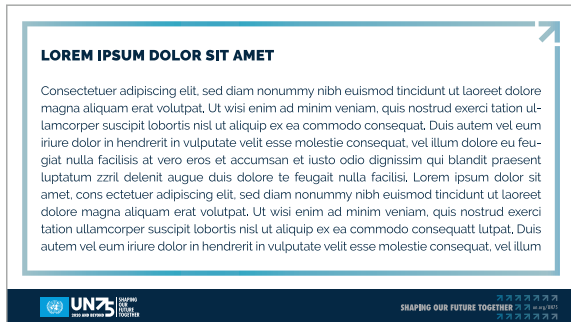 LOREM IPSUM DOLOR SIT AMET
Consectetuer adipiscing elit, sed diam nonummy nibh euismod tincidunt ut laoreet dolore
magna aliquam erat volutpat. Ut wisi enim ad minim veniam, quis nostrud exerci tation ul-
lamcorper suscipit lobortis nisl ut aliquip ex ea commodo consequat. Duis autem vel eum
iriure dolor in hendrerit in vulputate velit esse molestie consequat, vel illum dolore eu feu-
giat nulla facilisis at vero eros et accumsan et iusto odio dignissim qui blandit praesent
luptatum zzril delenit augue duis dolore te feugait nulla facilisi. Lorem ipsum dolor sit
amet, cons ectetuer adipiscing elit, sed diam nonummy nibh euismod tincidunt ut laoreet
dolore magna aliquam erat volutpat. Ut wisi enim ad minim veniam, quis nostrud exerci
tation ullamcorper suscipit lobortis nisl ut aliquip ex ea commodo consequatt lutpat. Duis
autem vel eum iriure dolor in hendrerit in vulputate velit esse molestie consequat, vel illum
UN75
2020 AND BEYOND
SHAPING
OUR
FUTURE
TOGETHER
SHAPING OUR FUTURE TOGETHER
un.org/UN75